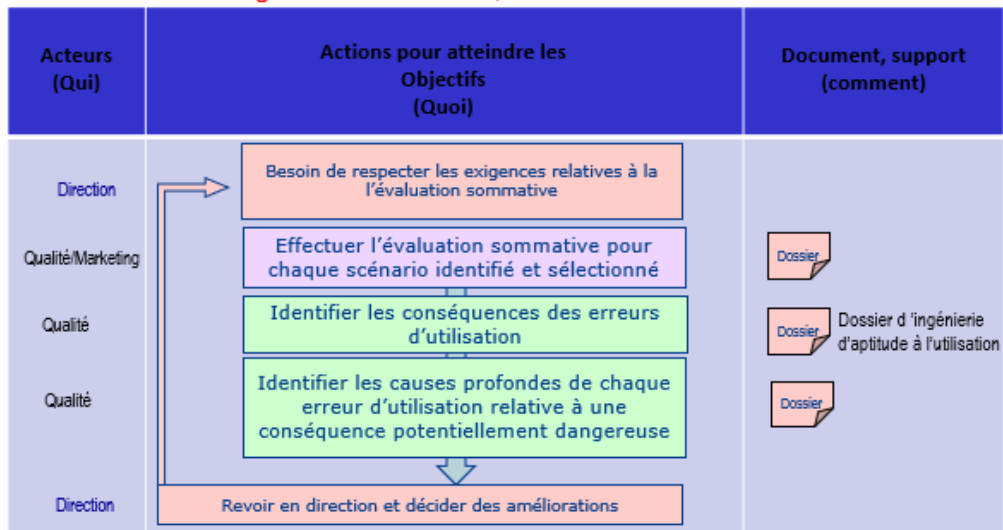 Acteurs
(Qui)
Actions pour atteindre les
Objectifs
(Quoi)
Document, support
(comment)
Direction
Besoin de respecter les exigences relatives à la
l'évaluation sommative
Qualité/Marketing
Effectuer l'évaluation sommative pour
chaque scénario identifié et sélectionné
Dossier
Qualité
Identifier les conséquences des erreurs
d'utilisation
Dossier
Dossier d 'ingénierie
d'aptitude à l'utilisation
Qualité
Identifier les causes profondes de chaque
erreur d'utilisation relative à une
conséquence potentiellement dangereuse
Dossier
Direction
Revoir en direction et décider des améliorations